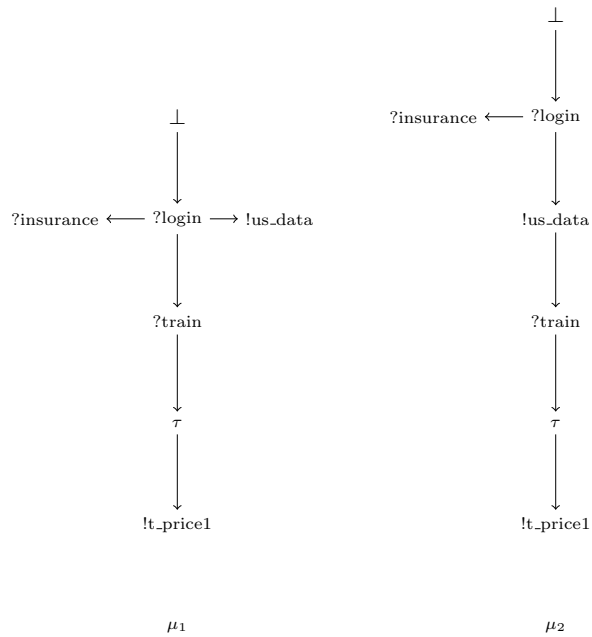 ⊥
?insurance ?login !us_data
?train
τ
!t_price1
μ1
⊥
?insurance ?login
!us_data
?train
τ
!t_price1
μ2